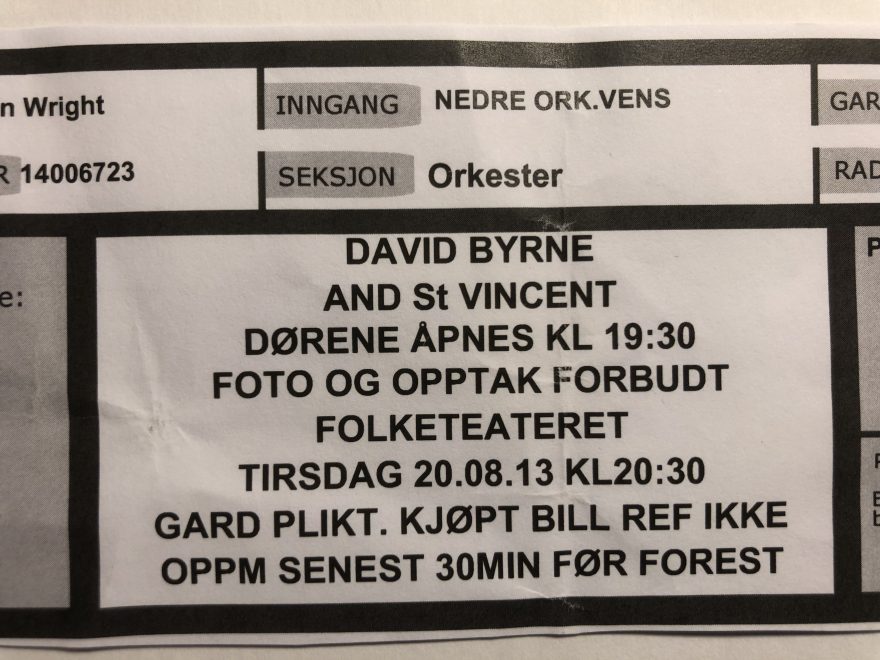 n Wright
INNGANG NEDRE ORK.VENS
GAR
R 14006723
SEKSJON Orkester
RAD
e:
P
DAVID BYRNE
AND St VINCENT
DØRENE ÅPNES KL 19:30
FOTO OG OPPTAK FORBUDT
FOLKETEATERET
TIRSDAG 20.08.13 KL20:30
GARD PLIKT. KJØPT BILL REF IKKE
OPPM SENEST 30MIN FØR FOREST